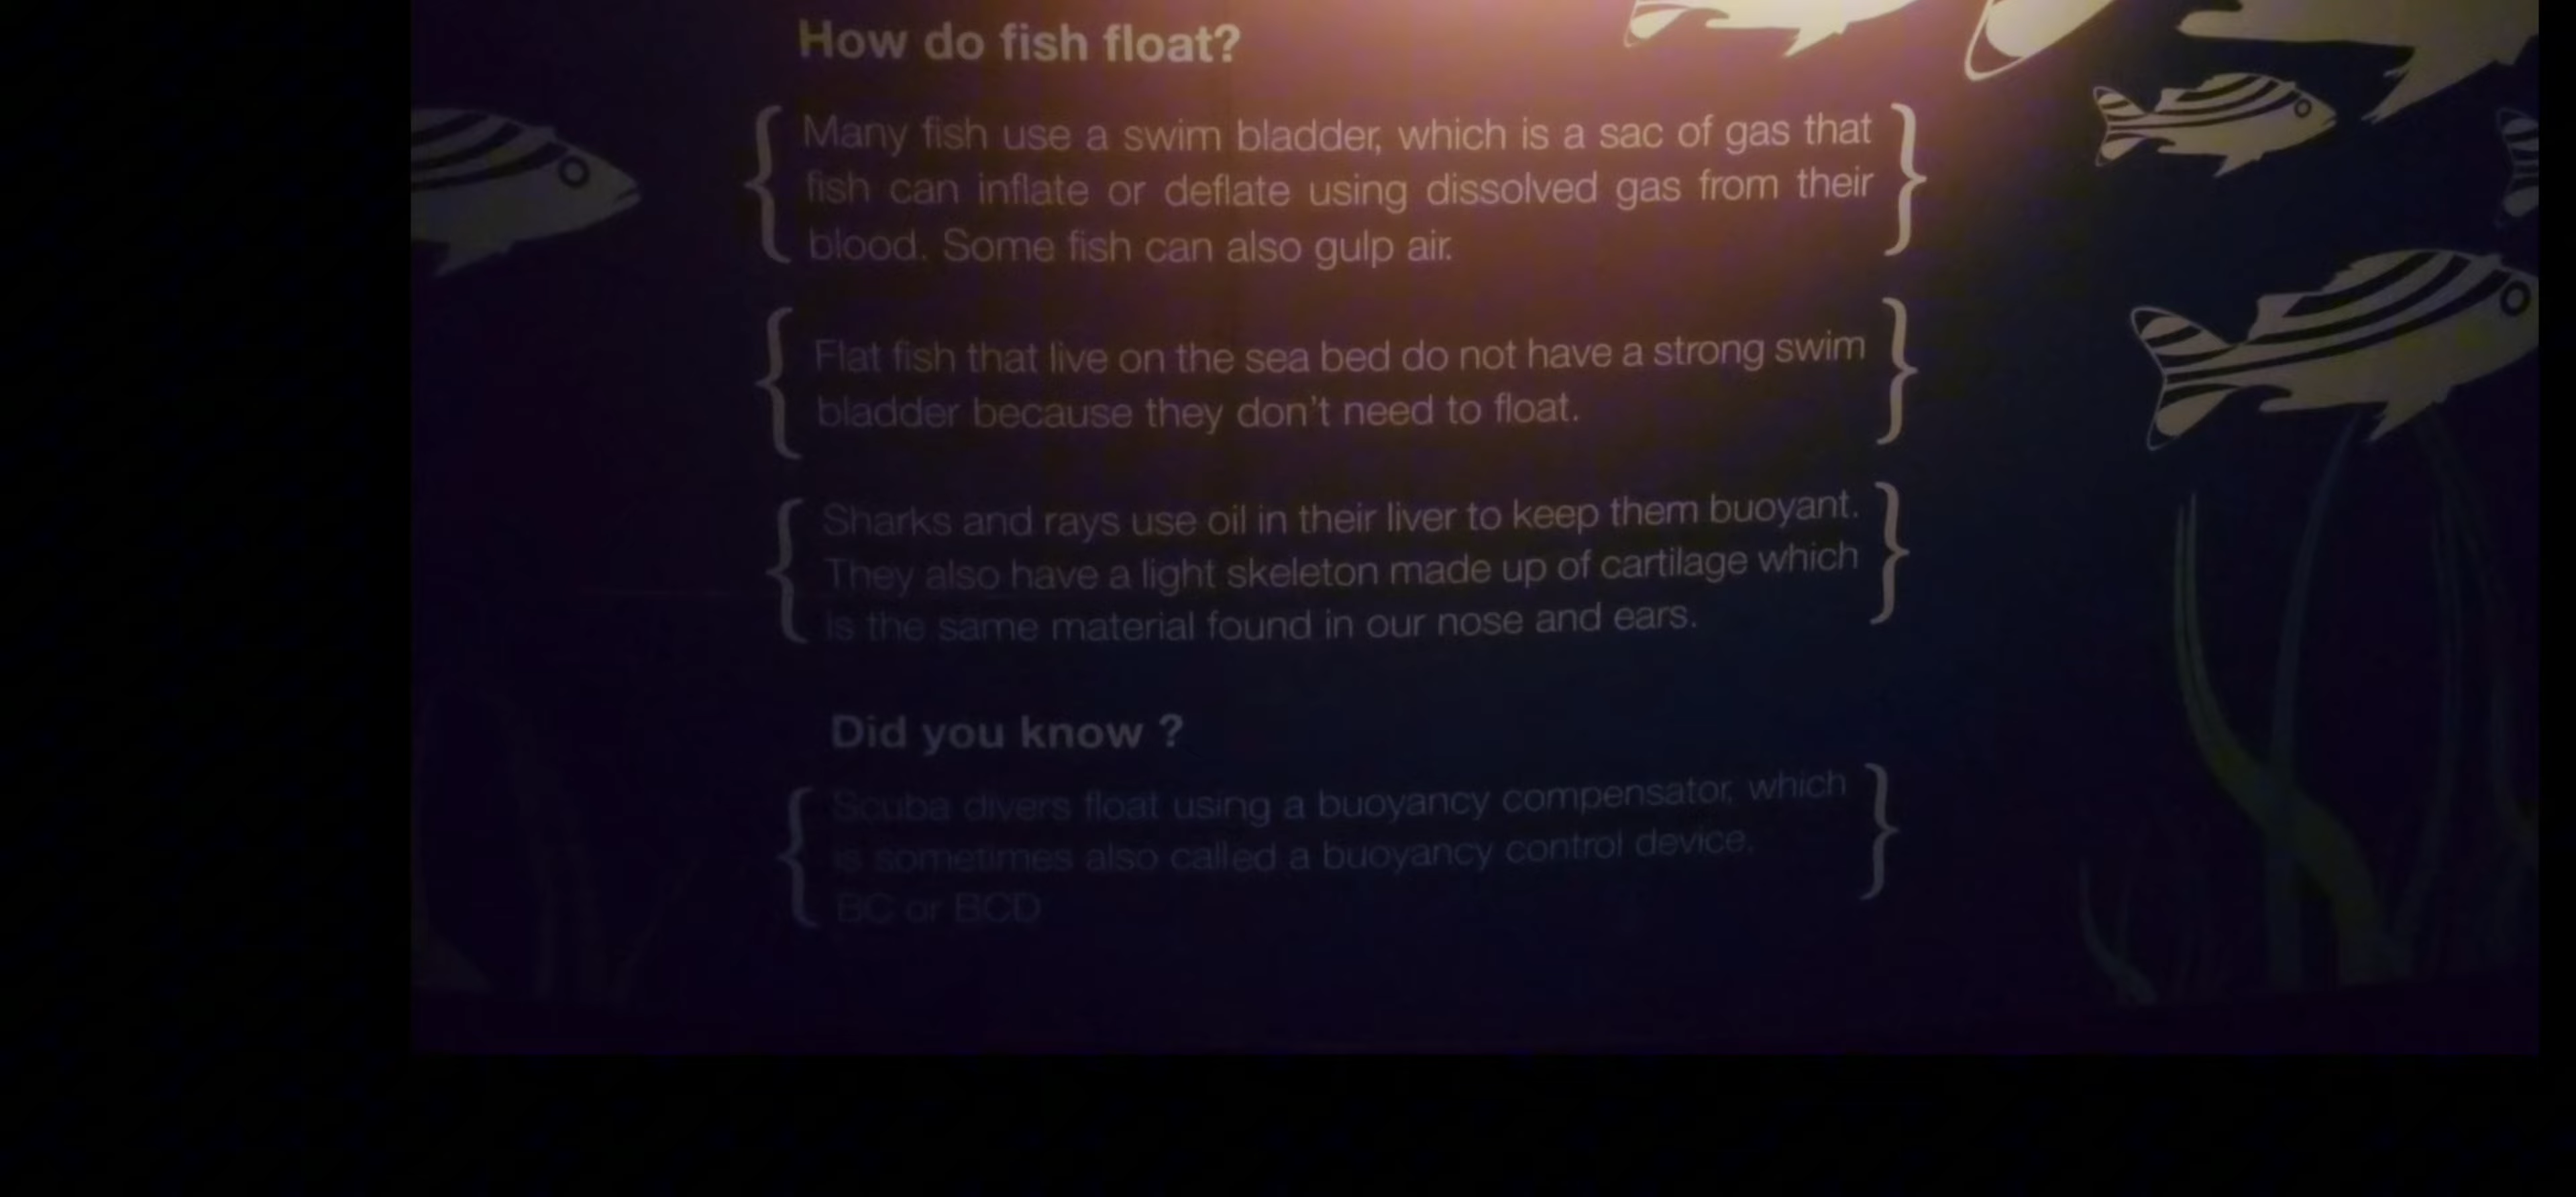 How do fish float?
Many fish use a swim bladder, which is a sac of gas that
fish can inflate or deflate using dissolved gas from their
blood. Some fish can also gulp air.
Flat fish that live on the sea bed do not have a strong swim
bladder because they don't need to float.
Sharks and rays use oil in their liver to keep them buoyant.
They also have a light skeleton made up of cartilage which
is the same material found in our nose and ears.
Did you know ?
Scuba divers float using a buoyancy compensator, which
is sometimes also called a buoyancy control device,
BC or BCD